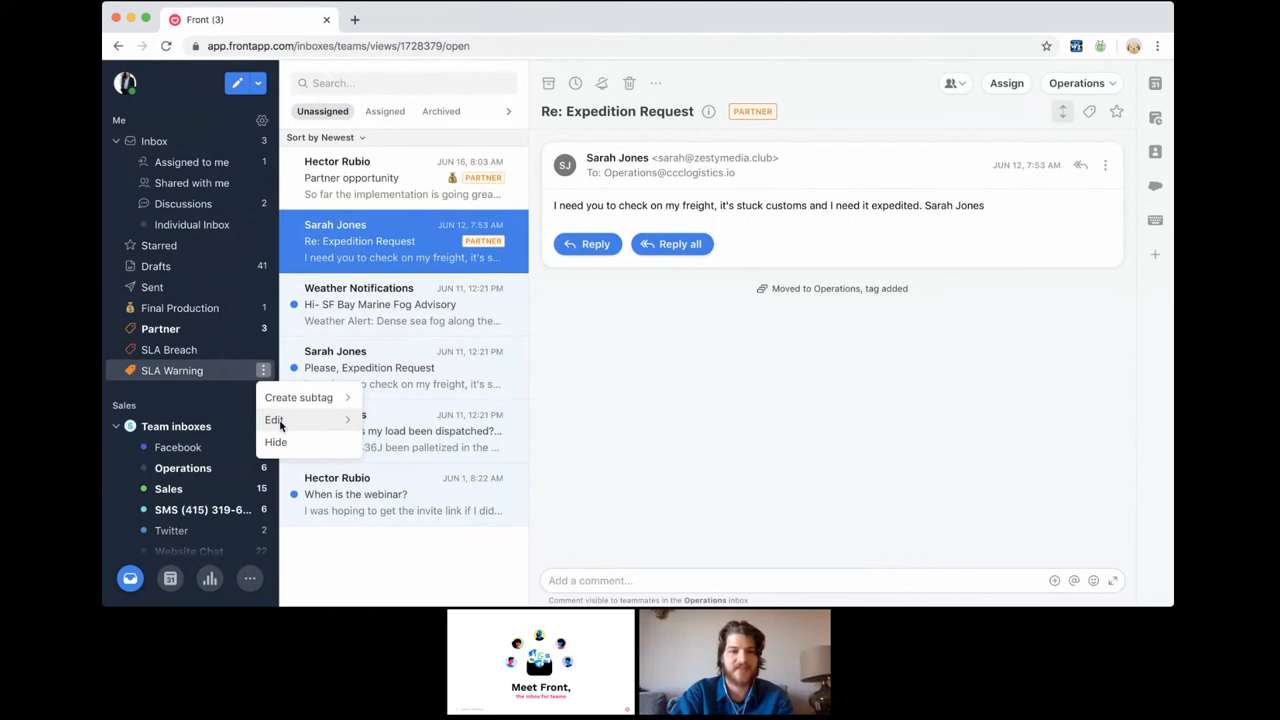 Front (3)
app.frontapp.com/inboxes/teams/views/1728379/open
Me
Inbox 3
Assigned to me 1
Shared with me
Discussions 2
Individual Inbox
Starred
Drafts 41
Sent
Final Production 1
Partner 3
SLA Breach
SLA Warning
Create subtag
Edit
Hide
Sales
Team inboxes
Facebook
Operations 6
Sales 15
SMS (415) 319-6... 6
Twitter 2
Website Chat 22
31
Search...
Unassigned Assigned Archived
Sort by Newest
Hector Rubio JUN 16, 8:03 AM
Partner opportunity PARTNER
So far the implementation is going grea...
Sarah Jones JUN 12, 7:53 AM
Re: Expedition Request PARTNER
I need you to check on my freight, it's s...
Weather Notifications JUN 11, 12:21 PM
Hi- SF Bay Marine Fog Advisory
Weather Alert: Dense sea fog along the...
Sarah Jones JUN 11, 12:21 PM
Please, Expedition Request
k on my freight, it's s...
s JUN 11, 12:21 PM
s my load been dispatched?...
36J been palletized in the ...
Hector Rubio JUN 1, 8:22 AM
When is the webinar?
I was hoping to get the invite link if I did...
Assign Operations
Re: Expedition Request PARTNER
SJ
Sarah Jones <sarah@zestymedia.club> JUN 12, 7:53 AM
To: Operations@ccclogistics.io
I need you to check on my freight, it's stuck customs and I need it expedited. Sarah Jones
Reply Reply all
Moved to Operations, tag added
Add a comment...
Comment visible to teammates in the Operations inbox
31
Meet Front,
the inbox for teams